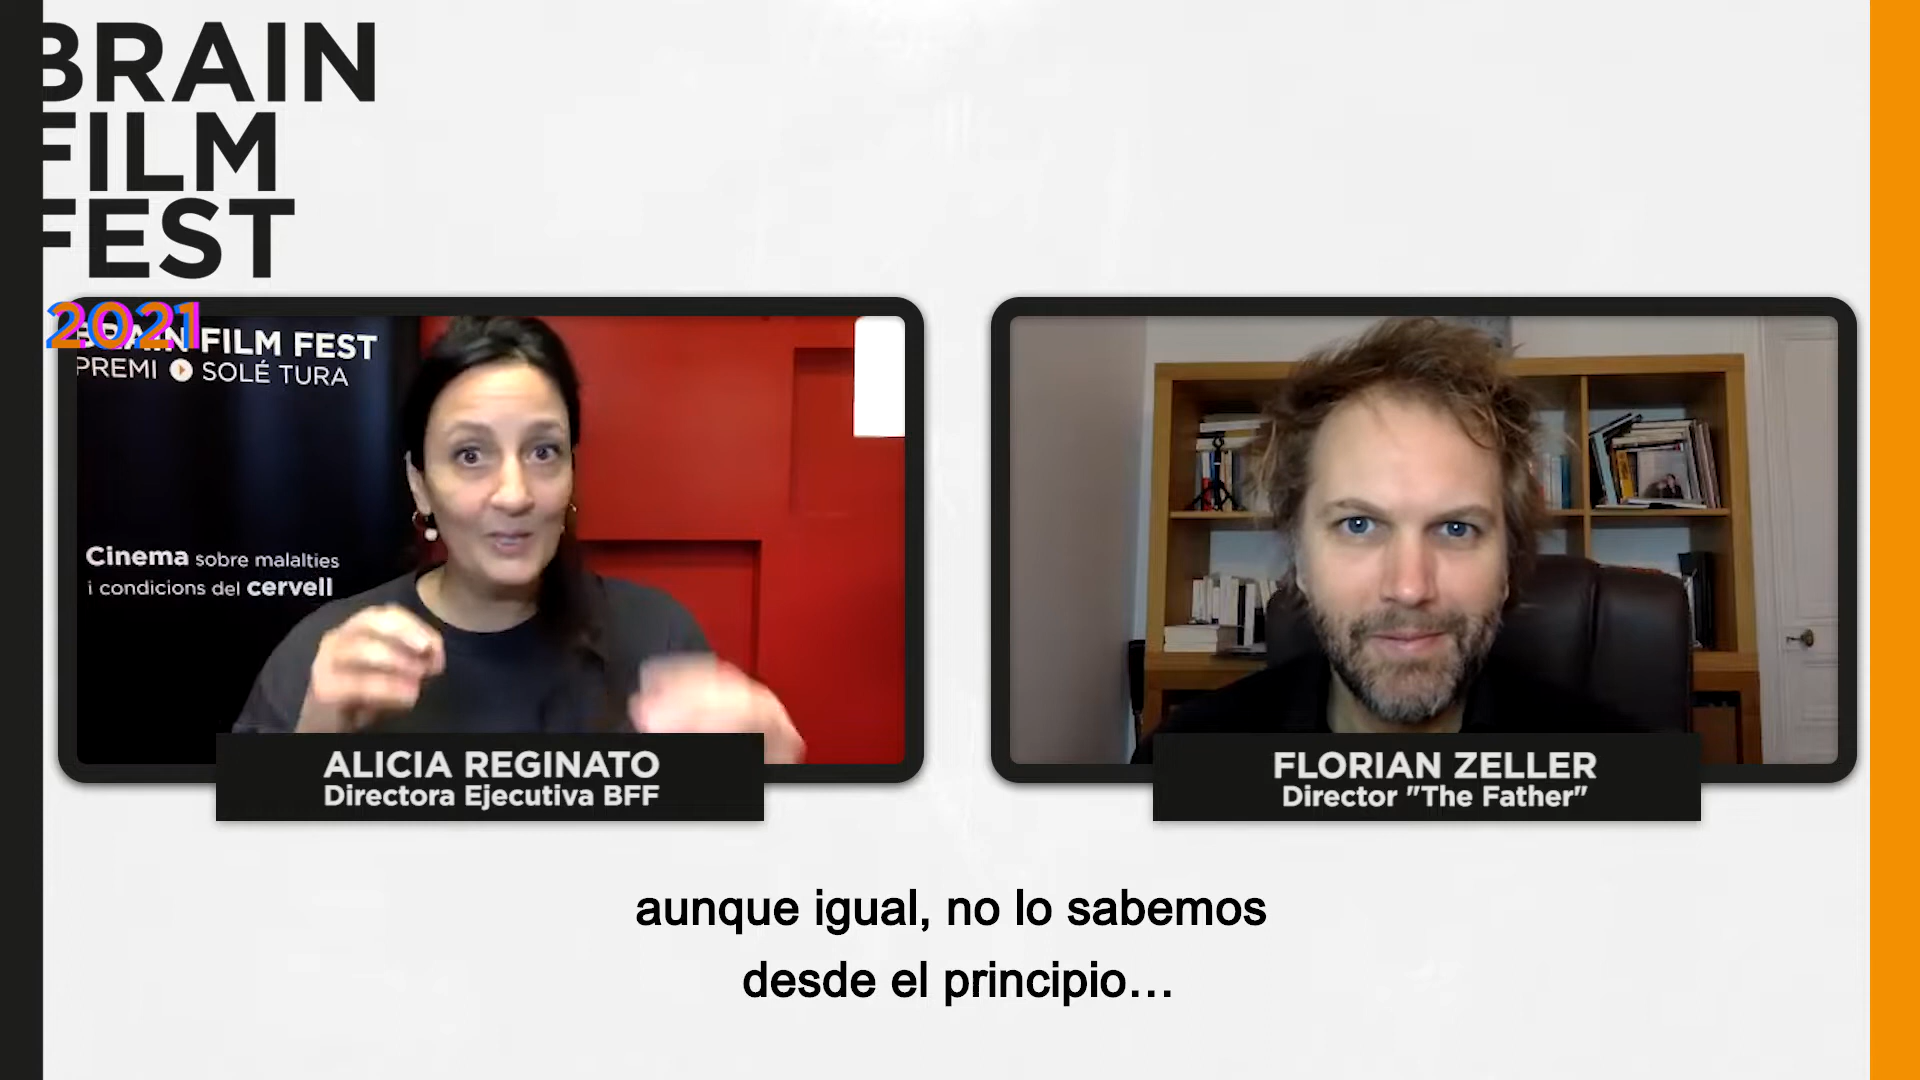 BRAIN
FILM
FEST
2021
BRAIN FILM FEST
PREMI SOLÉ TURA
Cinema sobre malalties
i condicions del cervell
ALICIA REGINATO
Directora Ejecutiva BFF
FLORIAN ZELLER
Director "The Father"
aunque igual, no lo sabemos
desde el principio...